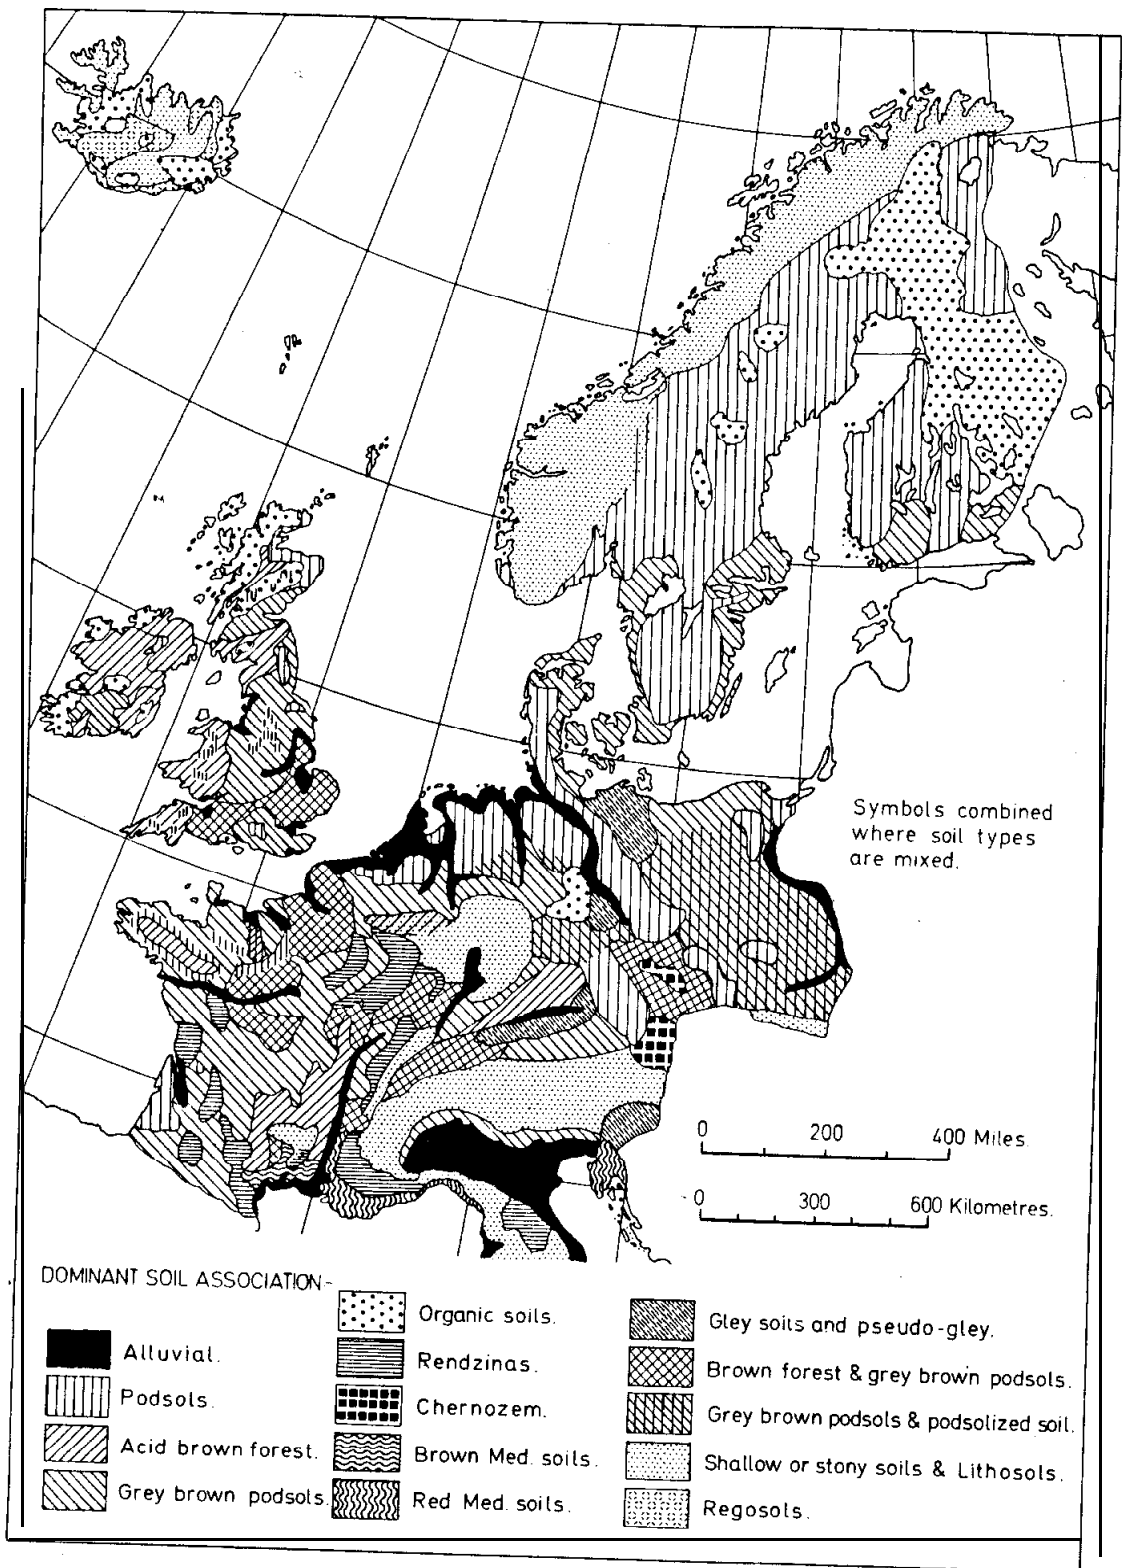 Symbols combined
where soil types
are mixed.
0 200 400 Miles.
0 300 600 Kilometres.
DOMINANT SOIL ASSOCIATION-
Alluvial.
Podsols.
Acid brown forest.
Grey brown podsols.
Organic soils.
Rendzinas.
Chernozem.
Brown Med. soils.
Red Med. soils.
Gley soils and pseudo-gley.
Brown forest & grey brown podsols.
Grey brown podsols & podsolized soil.
Shallow or stony soils & Lithosols.
Regosols.